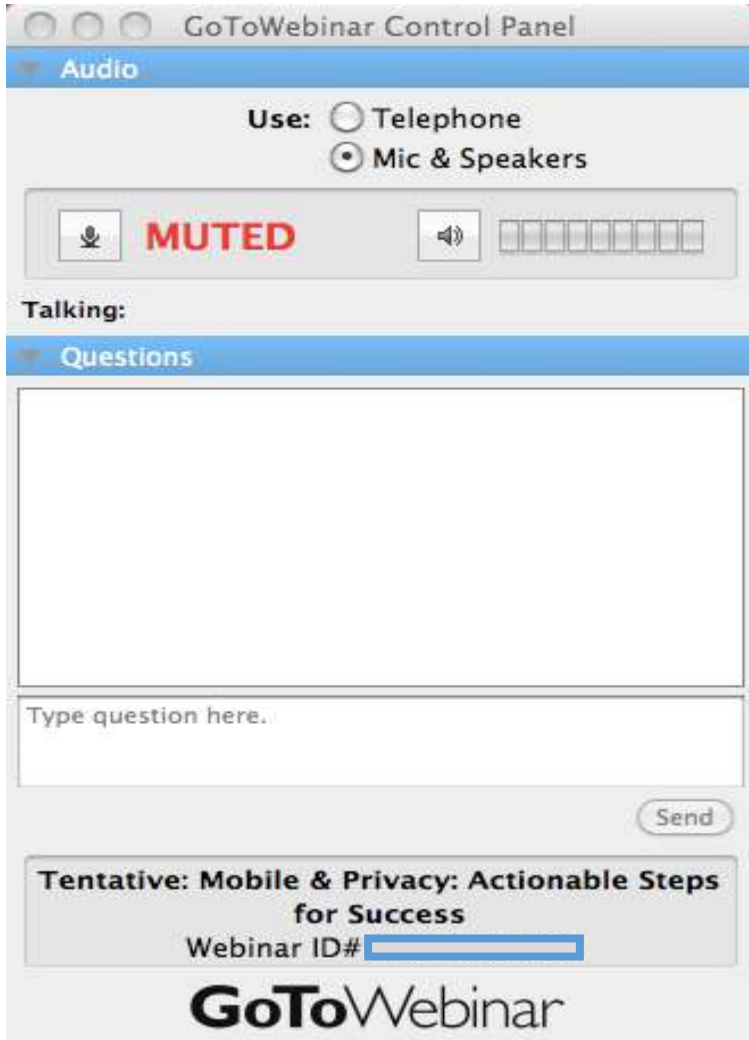 GoToWebinar Control Panel
Audio
Use: Telephone
Mic & Speakers
MUTED
Talking:
Questions
Type question here.
Send
Tentative: Mobile & Privacy: Actionable Steps
for Success
Webinar ID#
GoToWebinar